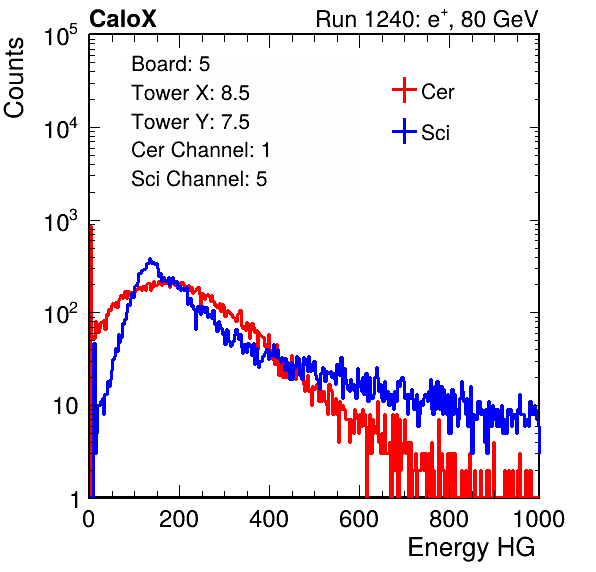 CaloX Run 1240: e⁺, 80 GeV
Counts
10⁵
10⁴
10³
10²
10
1
Board: 5
Tower X: 8.5
Tower Y: 7.5
Cer Channel: 1
Sci Channel: 5
Cer
Sci
0 200 400 600 800 1000
Energy HG